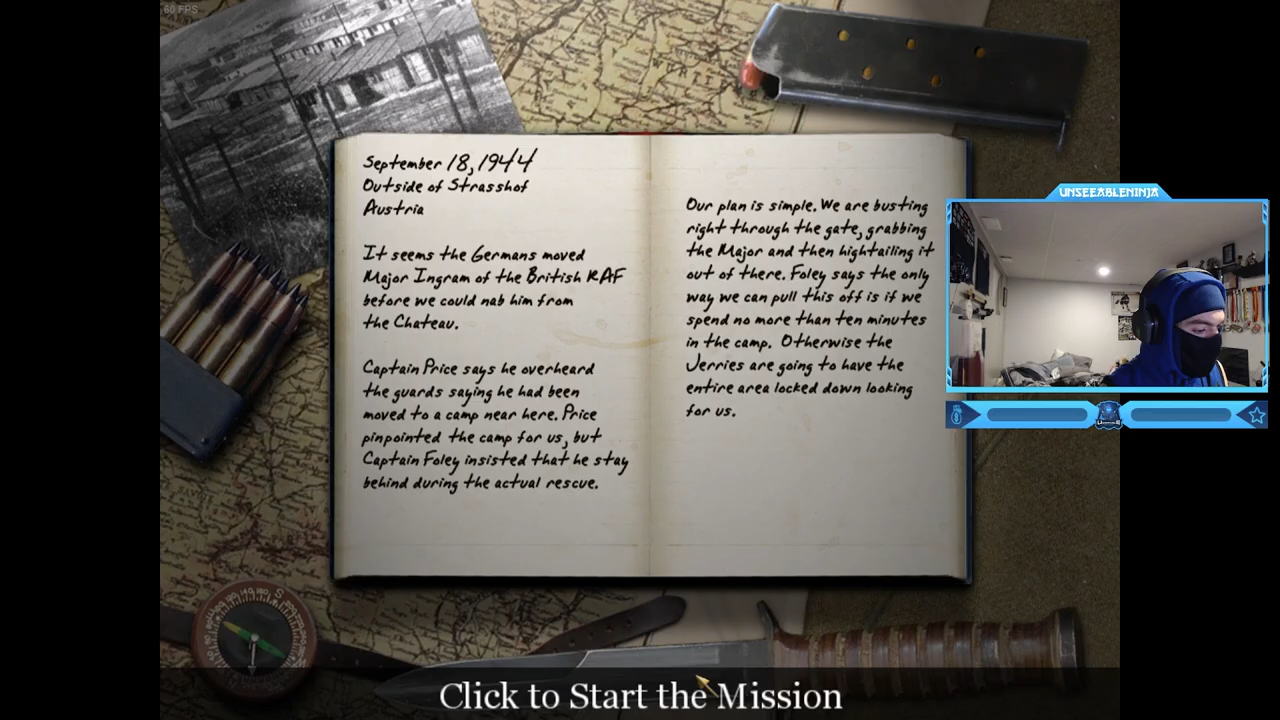 60 FPS
September 18, 1944
Outside of Strasshof
Austria
It seems the Germans moved
Major Ingram of the British RAF
before we could nab him from
the Chateau.
Captain Price says he overheard
the guards saying he had been
moved to a camp near here. Price
pinpointed the camp for us, but
Captain Foley insisted that he stay
behind during the actual rescue.
Our plan is simple. We are busting
right through the gate, grabbing
the Major and then hightailing it
out of there. Foley says the only
way we can pull this off is if we
spend no more than ten minutes
in the camp. Otherwise the
Jerries are going to have the
entire area locked down looking
for us.
UNSEEABLENINJA
Click to Start the Mission